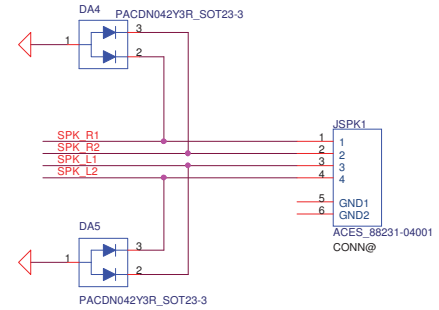 DA4
PACDN042Y3R_SOT23-3
1
3
2
SPK_R1
SPK_R2
SPK_L1
SPK_L2
JSPK1
1 1
2 2
3 3
4 4
5 GND1
6 GND2
ACES_88231-04001
CONN@
DA5
1
3
2
PACDN042Y3R_SOT23-3